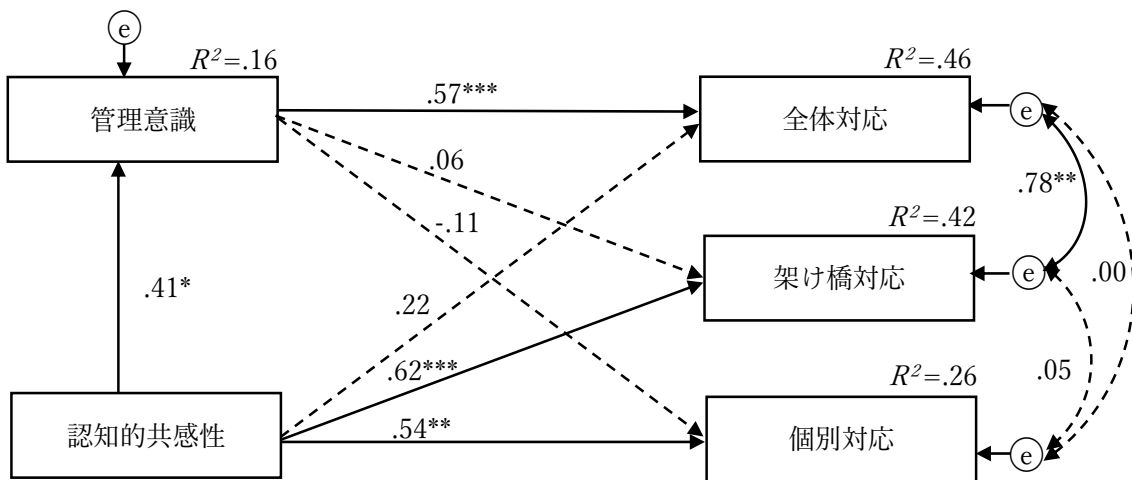 e
R²=.16
R²=.46
管理意識
.57***
全体対応
e
.06
.78**
-.11
R²=.42
.41*
架け橋対応
e
.00
.22
.62***
R²=.26
.05
認知的共感性
.54**
個別対応
e